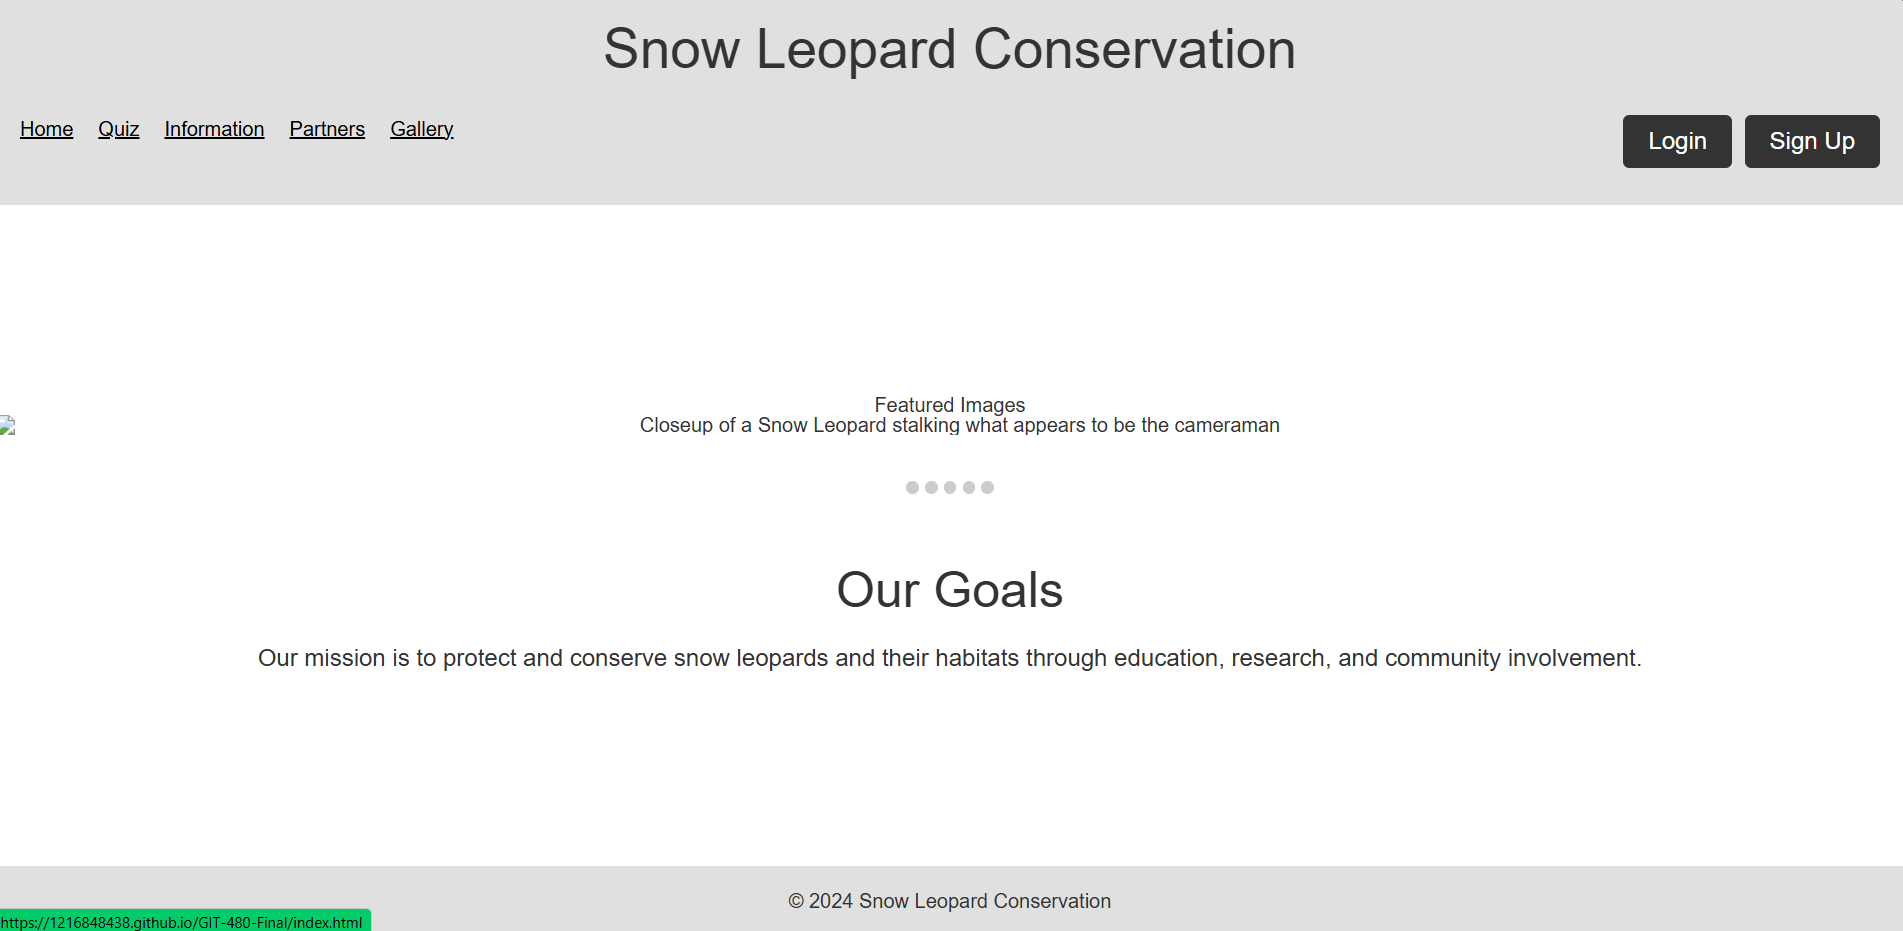 Snow Leopard Conservation
Home Quiz Information Partners Gallery Login Sign Up
Featured Images
Closeup of a Snow Leopard stalking what appears to be the cameraman
Our Goals
Our mission is to protect and conserve snow leopards and their habitats through education, research, and community involvement.
© 2024 Snow Leopard Conservation
https://1216848438.github.io/GIT-480-Final/index.html